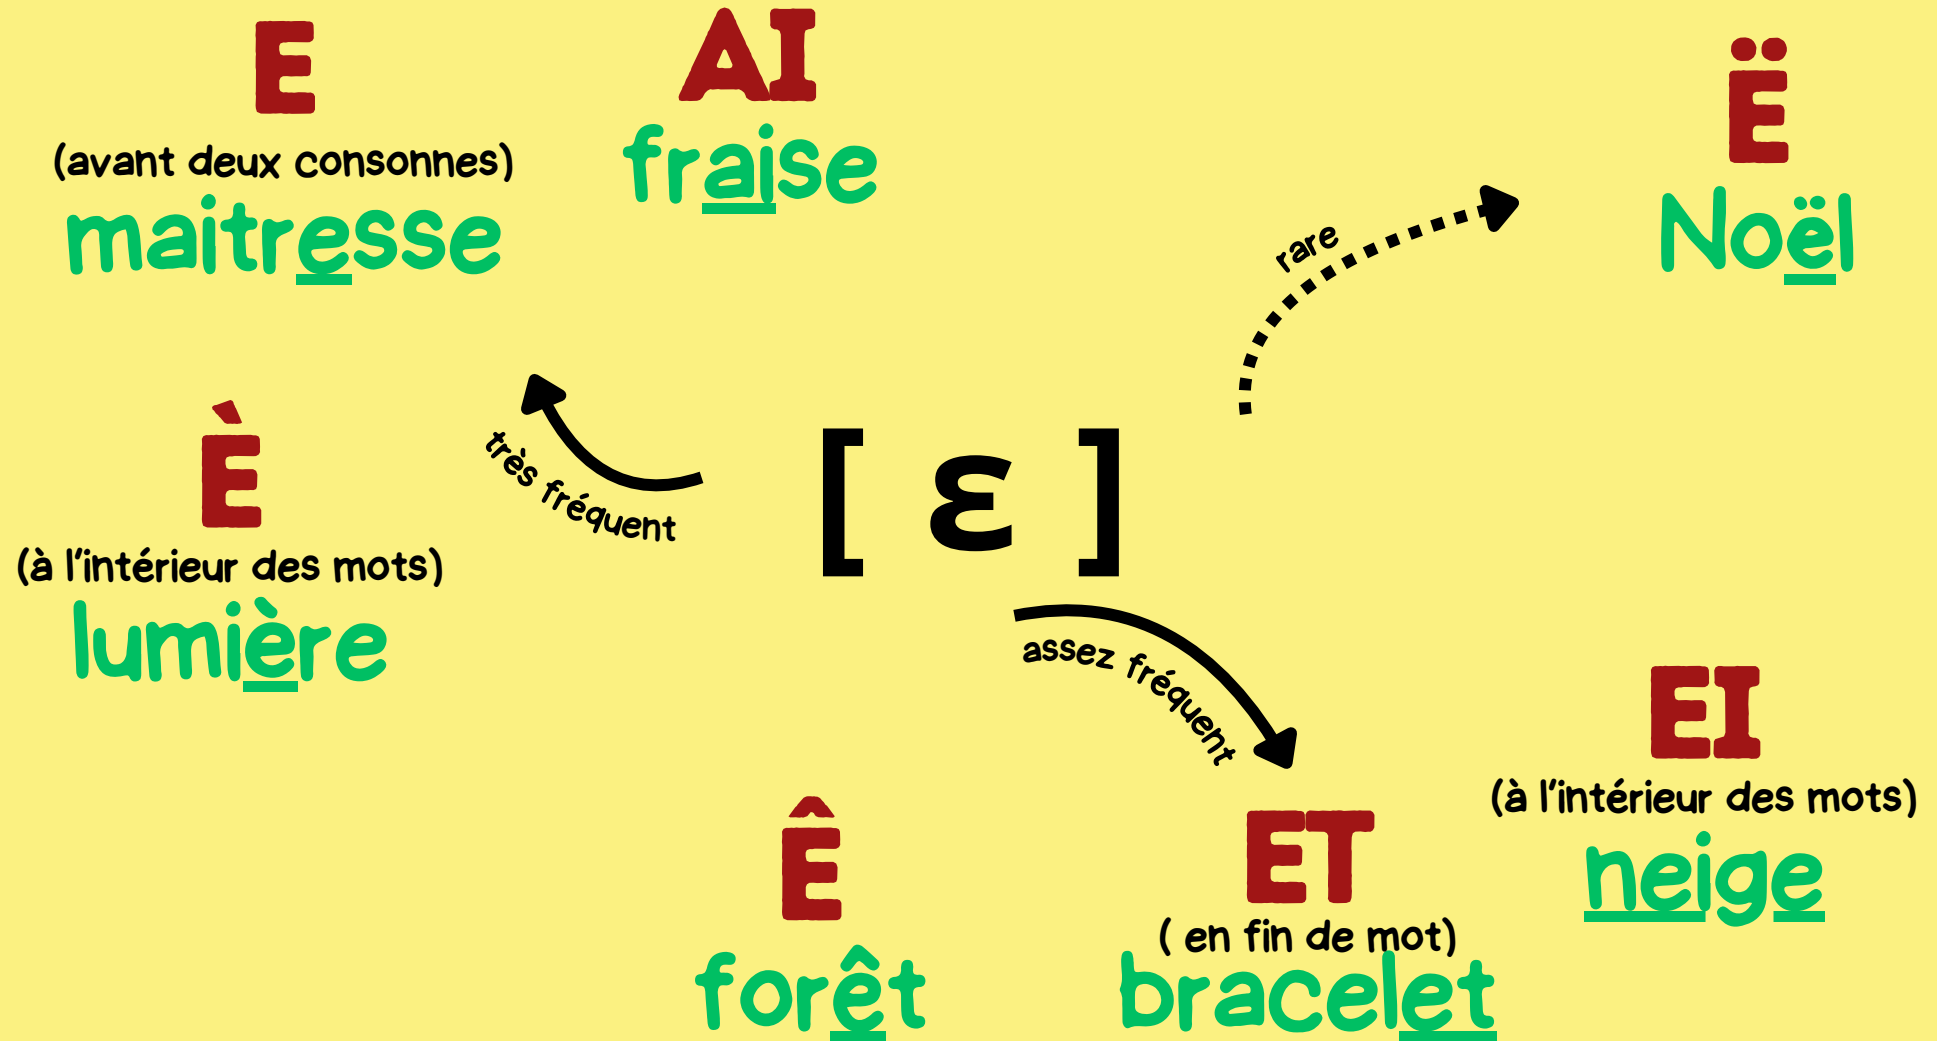 E
(avant deux consonnes)
maitresse
AI
fraise
Ë
Noël
rare
È
(à l'intérieur des mots)
lumière
très fréquent
[ ε ]
assez fréquent
EI
(à l'intérieur des mots)
neige
Ê
forêt
ET
( en fin de mot)
bracelet